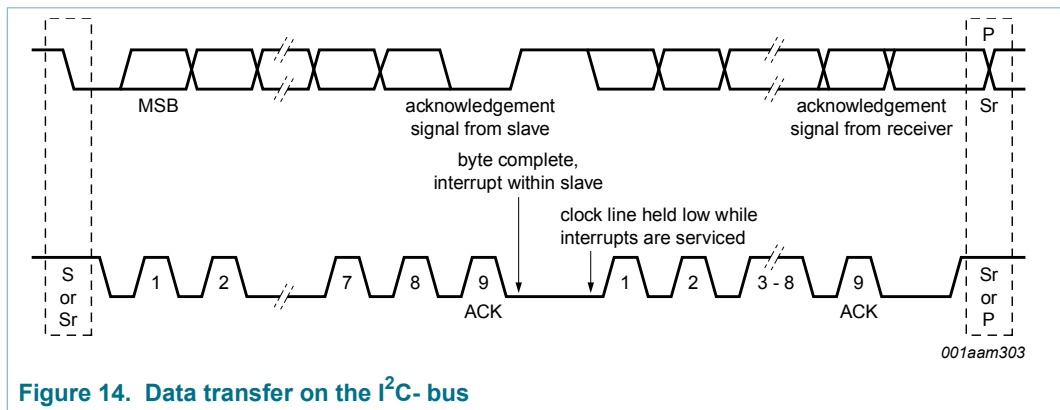 P
MSB
acknowledgement
signal from slave
acknowledgement
signal from receiver
Sr
byte complete,
interrupt within slave
clock line held low while
interrupts are serviced
S
or
Sr
1
2
7
8
9
ACK
1
2
3 - 8
9
ACK
Sr
or
P
001aam303
Figure 14. Data transfer on the I²C- bus